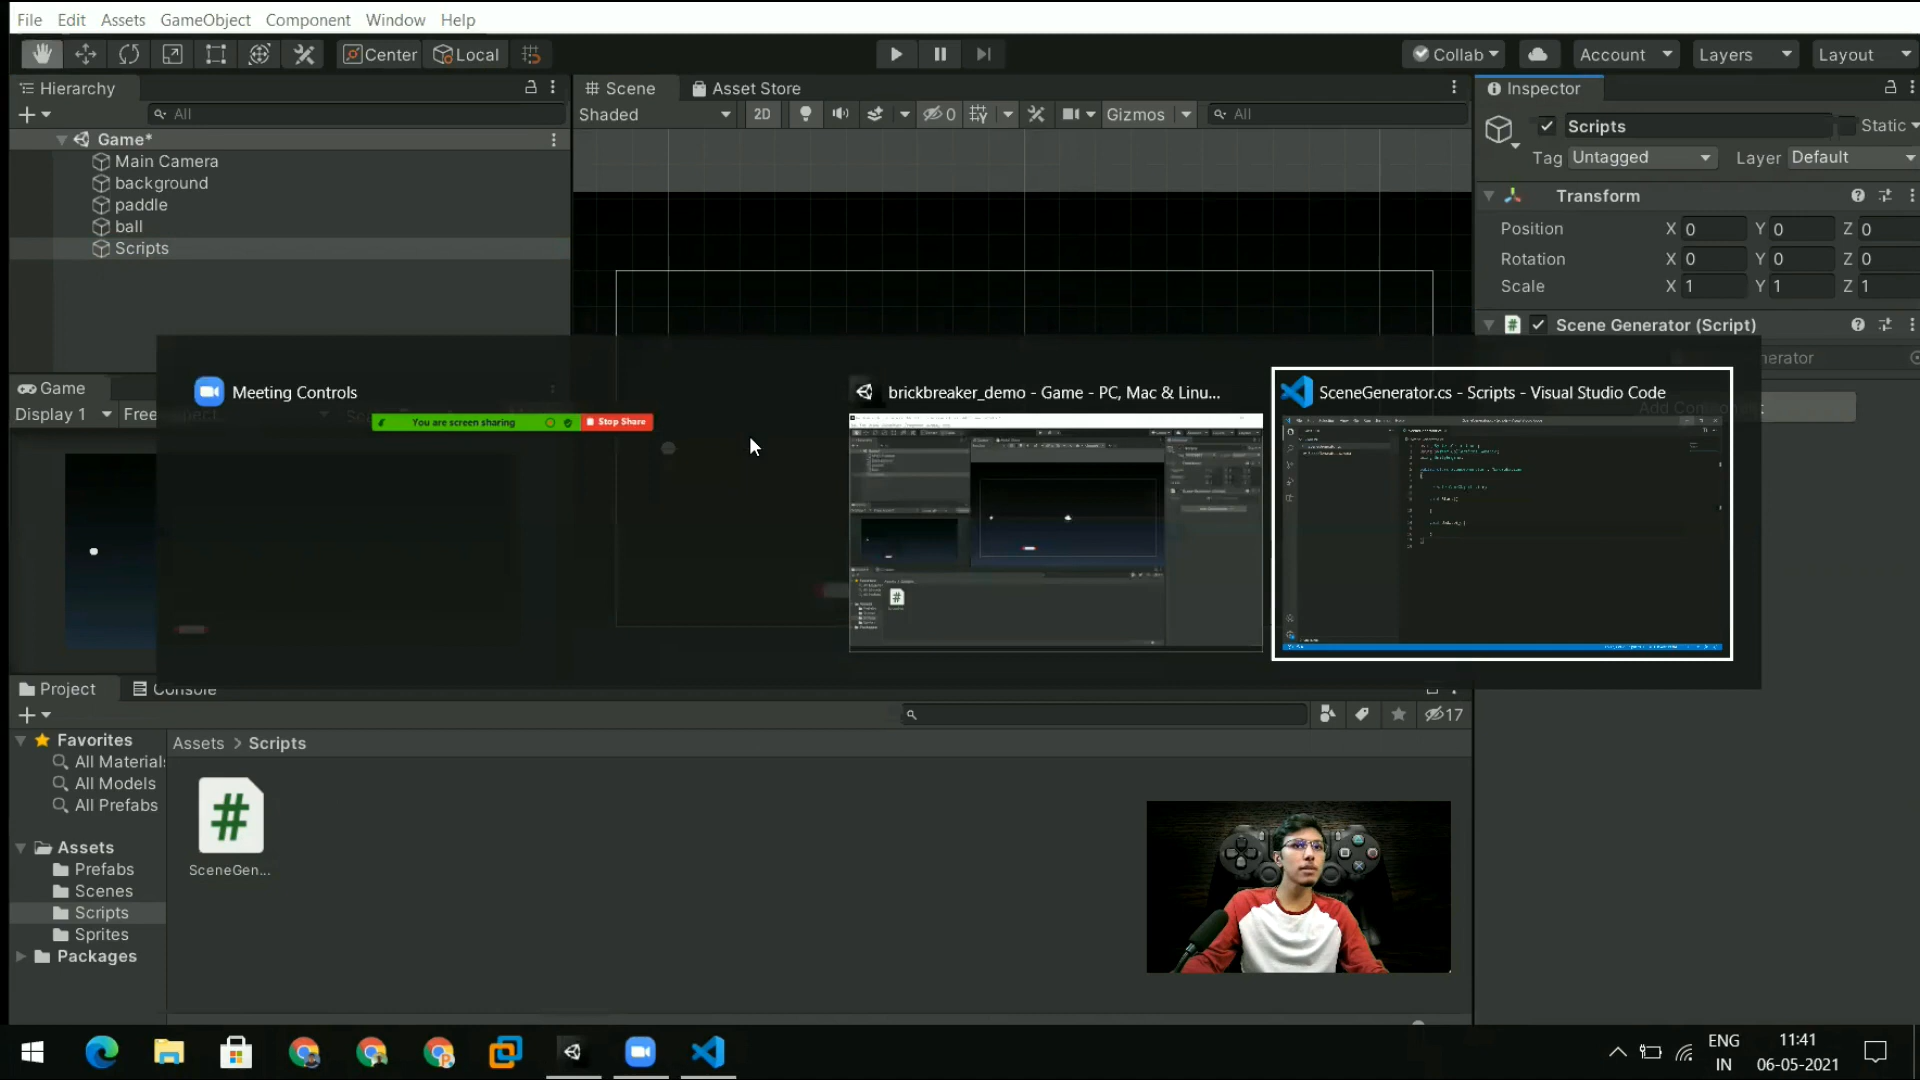 File Edit Assets GameObject Component Window Help
Center Local Collab Account Layers Layout
Hierarchy
All
Game*
Main Camera
background
paddle
ball
Scripts
Scene Asset Store
Shaded 2D 0 Gizmos All
Inspector
Scripts Static
Tag Untagged Layer Default
Transform
Position X 0 Y 0 Z 0
Rotation X 0 Y 0 Z 0
Scale X 1 Y 1 Z 1
# Scene Generator (Script)
Game
Display 1 Free
Meeting Controls
You are screen sharing Stop Share
brickbreaker_demo - Game - PC, Mac & Linu...
SceneGenerator.cs - Scripts - Visual Studio Code
Project Console
17
Favorites
All Materials
All Models
All Prefabs
Assets
Prefabs
Scenes
Scripts
Sprites
Packages
Assets > Scripts
#
SceneGen...
ENG
IN
11:41
06-05-2021